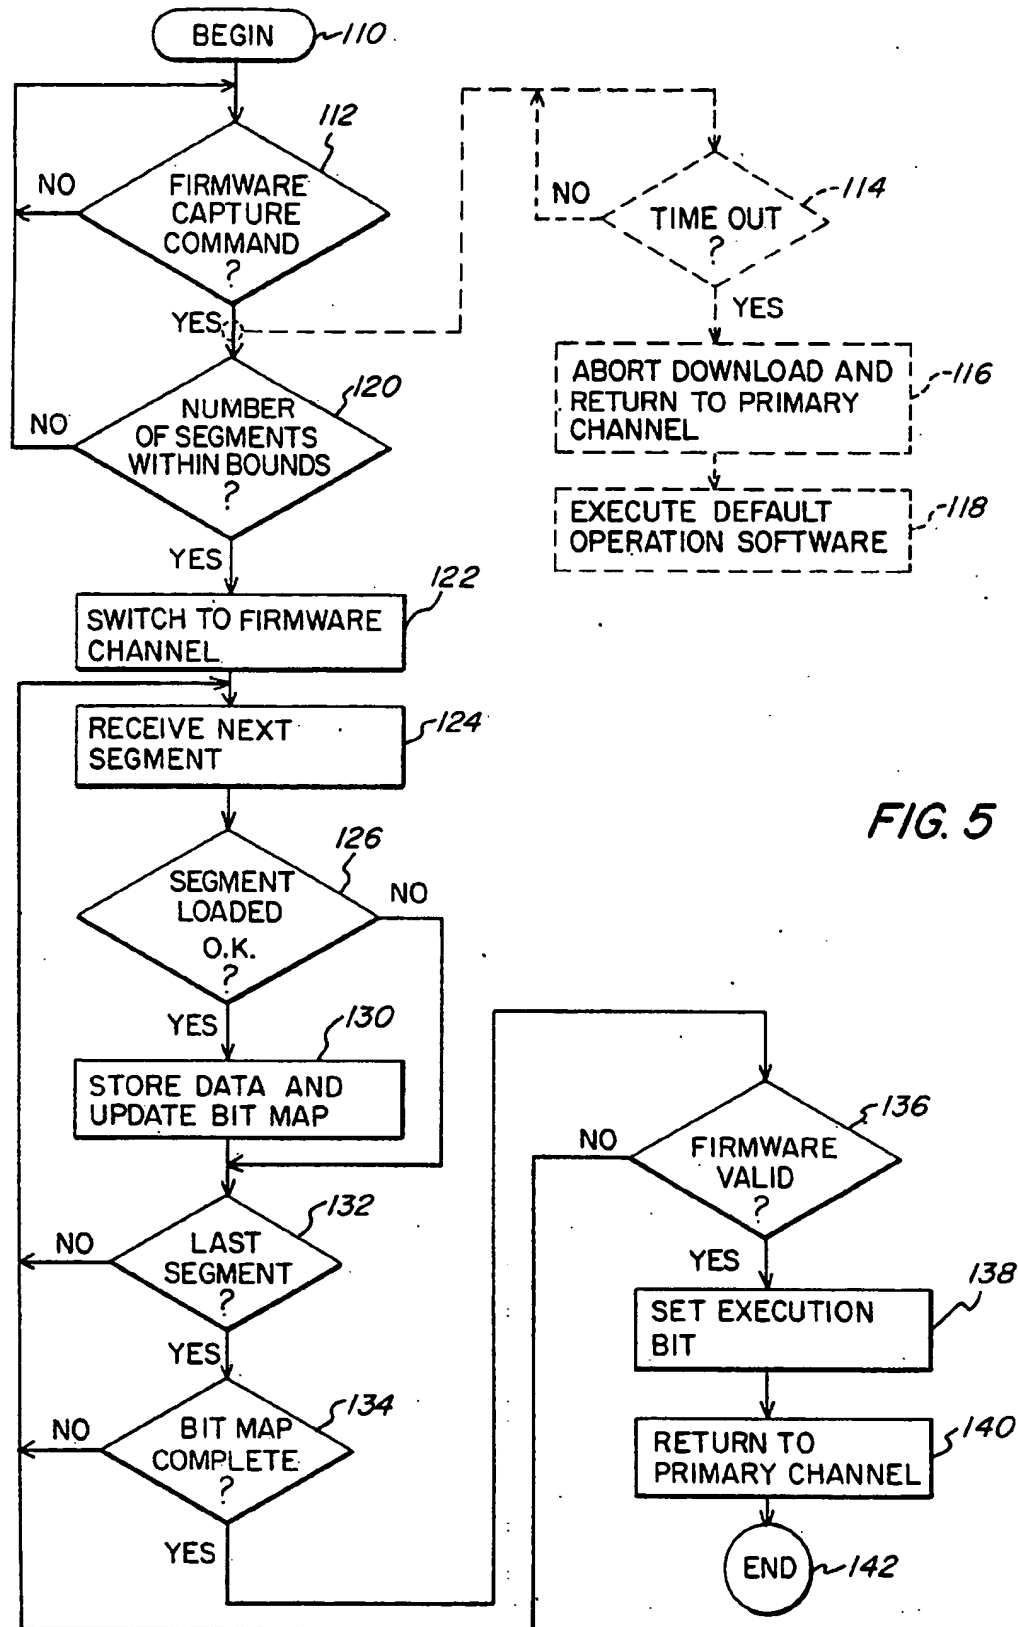 BEGIN
110
112
FIRMWARE
CAPTURE
COMMAND
?
NO
YES
114
TIME OUT
?
NO
YES
ABORT DOWNLOAD AND
RETURN TO PRIMARY
CHANNEL
116
EXECUTE DEFAULT
OPERATION SOFTWARE
118
120
NUMBER
OF SEGMENTS
WITHIN BOUNDS
?
NO
YES
122
SWITCH TO FIRMWARE
CHANNEL
RECEIVE NEXT
SEGMENT
124
FIG. 5
126
SEGMENT
LOADED
O.K.
?
NO
YES
130
STORE DATA AND
UPDATE BIT MAP
132
LAST
SEGMENT
?
NO
YES
134
BIT MAP
COMPLETE
?
NO
YES
136
FIRMWARE
VALID
?
NO
YES
138
SET EXECUTION
BIT
140
RETURN TO
PRIMARY CHANNEL
END
142